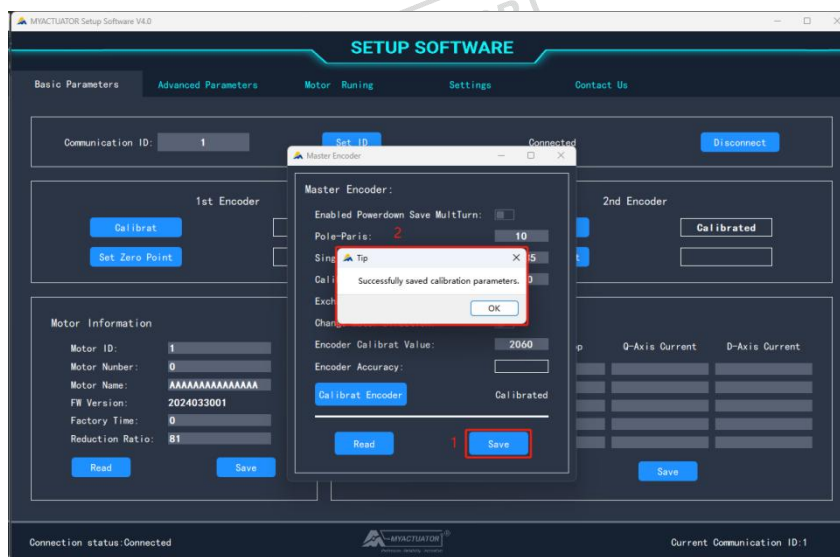 MYACTUATOR Setup Software V4.0
SETUP SOFTWARE
Basic Parameters
Advanced Parameters
Motor Runing
Settings
Contact Us
Communication ID:
1
Set ID
Connected
Disconnect
1st Encoder
Calibrat
Set Zero Point
2nd Encoder
Calibrated
Master Encoder
Master Encoder:
Enabled Powerdown Save MultTurn:
Pole-Paris:
2
10
Tip
Successfully saved calibration parameters.
OK
Encoder Calibrat Value:
2060
Encoder Accuracy:
Calibrat Encoder
Calibrated
Read
1
Save
Motor Information
Motor ID:
1
Motor Nunber:
0
Motor Name:
AAAAAAAAAAAAAAA
FW Version:
2024033001
Factory Time:
0
Reduction Ratio:
81
Read
Save
Q-Axis Current
D-Axis Current
Save
Connection status:Connected
MYACTUATOR
Current Communication ID:1